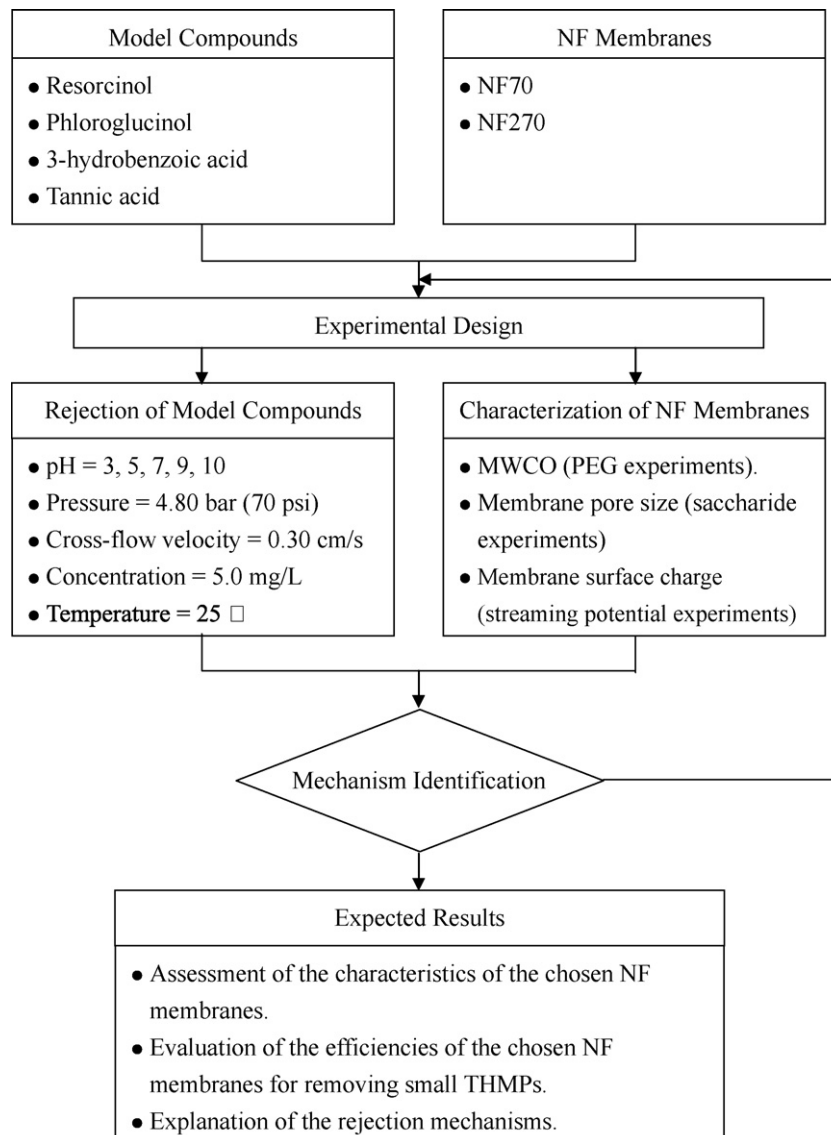 Model Compounds
● Resorcinol
● Phloroglucinol
● 3-hydrobenzoic acid
● Tannic acid
NF Membranes
● NF70
● NF270
Experimental Design
Rejection of Model Compounds
● pH = 3, 5, 7, 9, 10
● Pressure = 4.80 bar (70 psi)
● Cross-flow velocity = 0.30 cm/s
● Concentration = 5.0 mg/L
● Temperature = 25 □
Characterization of NF Membranes
● MWCO (PEG experiments).
● Membrane pore size (saccharide
experiments)
● Membrane surface charge
(streaming potential experiments)
Mechanism Identification
Expected Results
● Assessment of the characteristics of the chosen NF
membranes.
● Evaluation of the efficiencies of the chosen NF
membranes for removing small THMPs.
● Explanation of the rejection mechanisms.